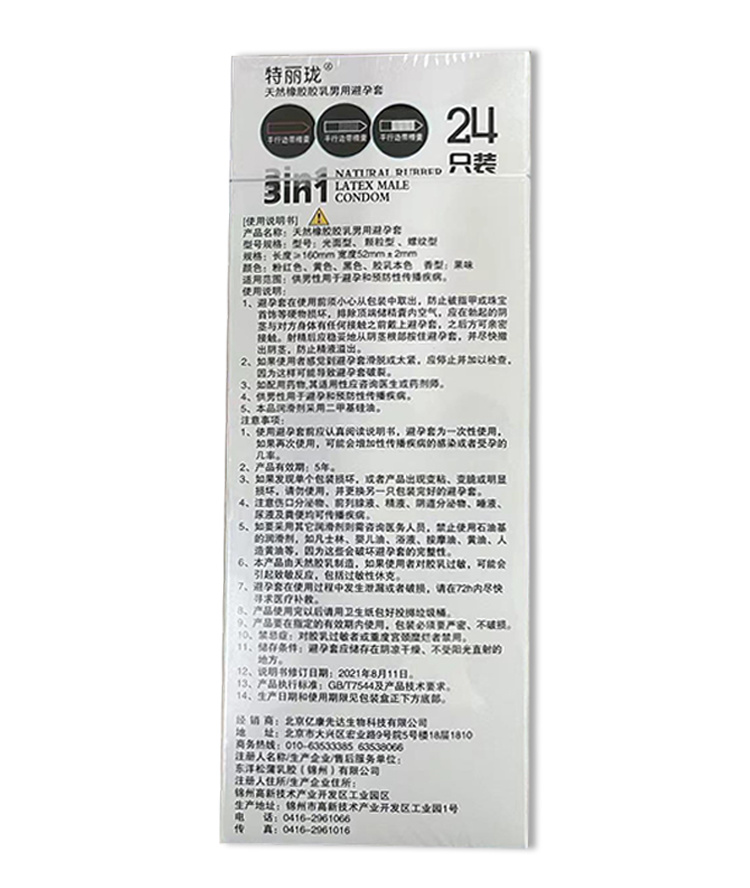 特丽珑®
天然橡胶胶乳男用避孕套
平行边带储囊 平行边带储囊 平行边带储囊
24
只装
3in1 NATURAL RUBBER
LATEX MALE
CONDOM
[使用说明书]
产品名称：天然橡胶胶乳男用避孕套
型号规格：型号：光面型、颗粒型、螺纹型
规格：长度≥160mm 宽度52mm±2mm
颜色：粉红色、黄色、黑色、胶乳本色 香型：果味
适用范围：供男性用于避孕和预防性传播疾病。
使用说明：
1、避孕套在使用前须小心从包装中取出，防止被指甲或珠宝
首饰等硬物损坏，排除顶端储精囊内空气，应在勃起的阴
茎与对方身体有任何接触之前戴上避孕套，之后方可亲密
接触。射精后应稳妥地从阴茎根部按住避孕套，并尽快撤
出阴茎，防止精液溢出。
2、如果使用者感觉到避孕套滑脱或太紧，应停止并加以检查，
因为这样可能导致避孕套破裂。
3、如配用药物,其适用性应咨询医生或药剂师。
4、供男性用于避孕和预防性传播疾病。
5、本品润滑剂采用二甲基硅油。
注意事项：
1、使用避孕套前应认真阅读说明书，避孕套为一次性使用，
如果再次使用，可能会增加性传播疾病的感染或者受孕的
几率。
2、产品有效期：5年。
3、如果发现单个包装损坏，或者产品出现变粘、变脆或明显
损坏，请勿使用，并更换另一只包装完好的避孕套。
4、注意伤口分泌物、前列腺液、精液、阴道分泌物、唾液、
尿液及粪便均可传播疾病。
5、如要采用其它润滑剂则需咨询医务人员，禁止使用石油基
的润滑剂，如凡士林、婴儿油、浴液、按摩油、黄油、人
造黄油等，因为这些会破坏避孕套的完整性。
6、本产品由天然胶乳制造，如果使用者对胶乳过敏，可能会
引起致敏反应，包括过敏性休克。
7、避孕套在使用过程中发生泄漏或者破损，请在72h内尽快
寻求医疗补救。
8、产品使用完以后请用卫生纸包好投掷垃圾桶。
9、产品要在指定的有效期内使用，包装必须要严密、不破损。
10、禁忌症：对胶乳过敏者或重度宫颈糜烂者禁用。
11、储存条件：避孕套应储存在阴凉干燥、不受阳光直射的
地方。
12、说明书修订日期：2021年8月11日。
13、产品执行标准：GB/T7544及产品技术要求。
14、生产日期和使用期限见包装盒正下方底部。
经 销 商：北京亿康先达生物科技有限公司
地 址：北京市大兴区宏业路9号院5号楼18层1810
商务热线：010-63533385 63538066
注册人名称/生产企业/售后服务单位：
东洋松蒲乳胶（锦州）有限公司
注册人住所/生产企业住所：
锦州高新技术产业开发区工业园区
生产地址：锦州市高新技术产业开发区工业园1号
电 话：0416-2961066
传 真：0416-2961016